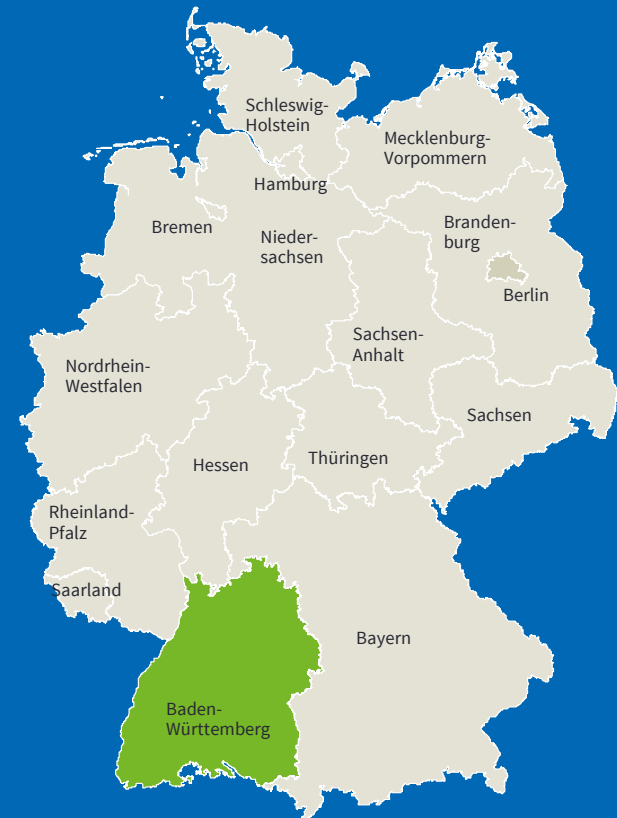 Schleswig-
Holstein
Mecklenburg-
Vorpommern
Hamburg
Bremen
Nieder-
sachsen
Branden-
burg
Berlin
Sachsen-
Anhalt
Nordrhein-
Westfalen
Sachsen
Hessen
Thüringen
Rheinland-
Pfalz
Saarland
Bayern
Baden-
Württemberg